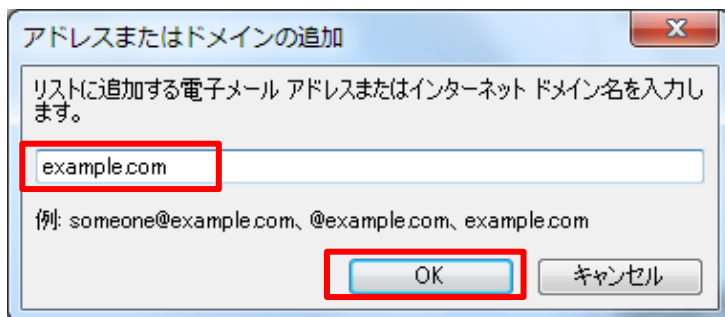 アドレスまたはドメインの追加
リストに追加する電子メール アドレスまたはインターネット ドメイン名を入力し
ます。
example.com
例: someone@example.com、@example.com、example.com
OK
キャンセル